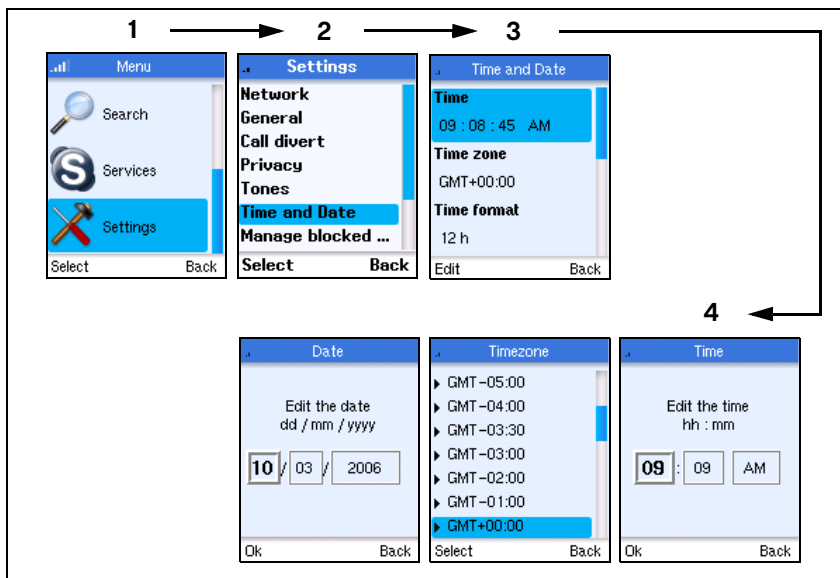 1 2 3
Menu
Search
Services
Settings
Select Back
Settings
Network
General
Call divert
Privacy
Tones
Time and Date
Manage blocked ...
Select Back
Time and Date
Time
09 : 08 : 45 AM
Time zone
GMT+00:00
Time format
12 h
Edit Back
4
Date
Edit the date
dd / mm / yyyy
10 / 03 / 2006
Ok Back
Timezone
GMT-05:00
GMT-04:00
GMT-03:30
GMT-03:00
GMT-02:00
GMT-01:00
GMT+00:00
Select Back
Time
Edit the time
hh : mm
09 : 09 AM
Ok Back